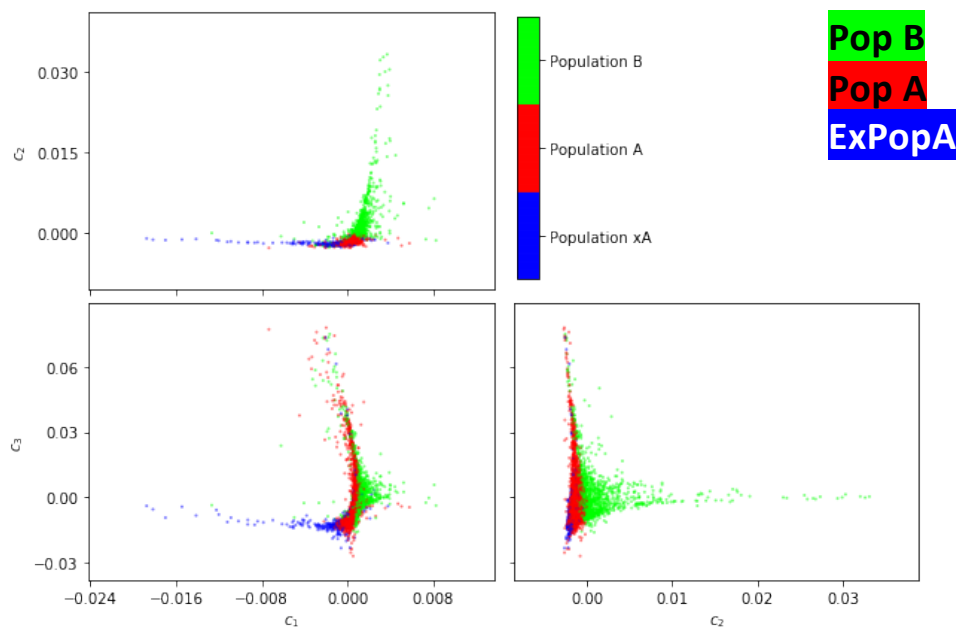 Pop B
Pop A
ExPopA
0.030
0.015
0.000
c2
Population B
Population A
Population xA
0.06
0.03
0.00
−0.03
c3
−0.024 −0.016 −0.008 0.000 0.008
c1
0.00 0.01 0.02 0.03
c2